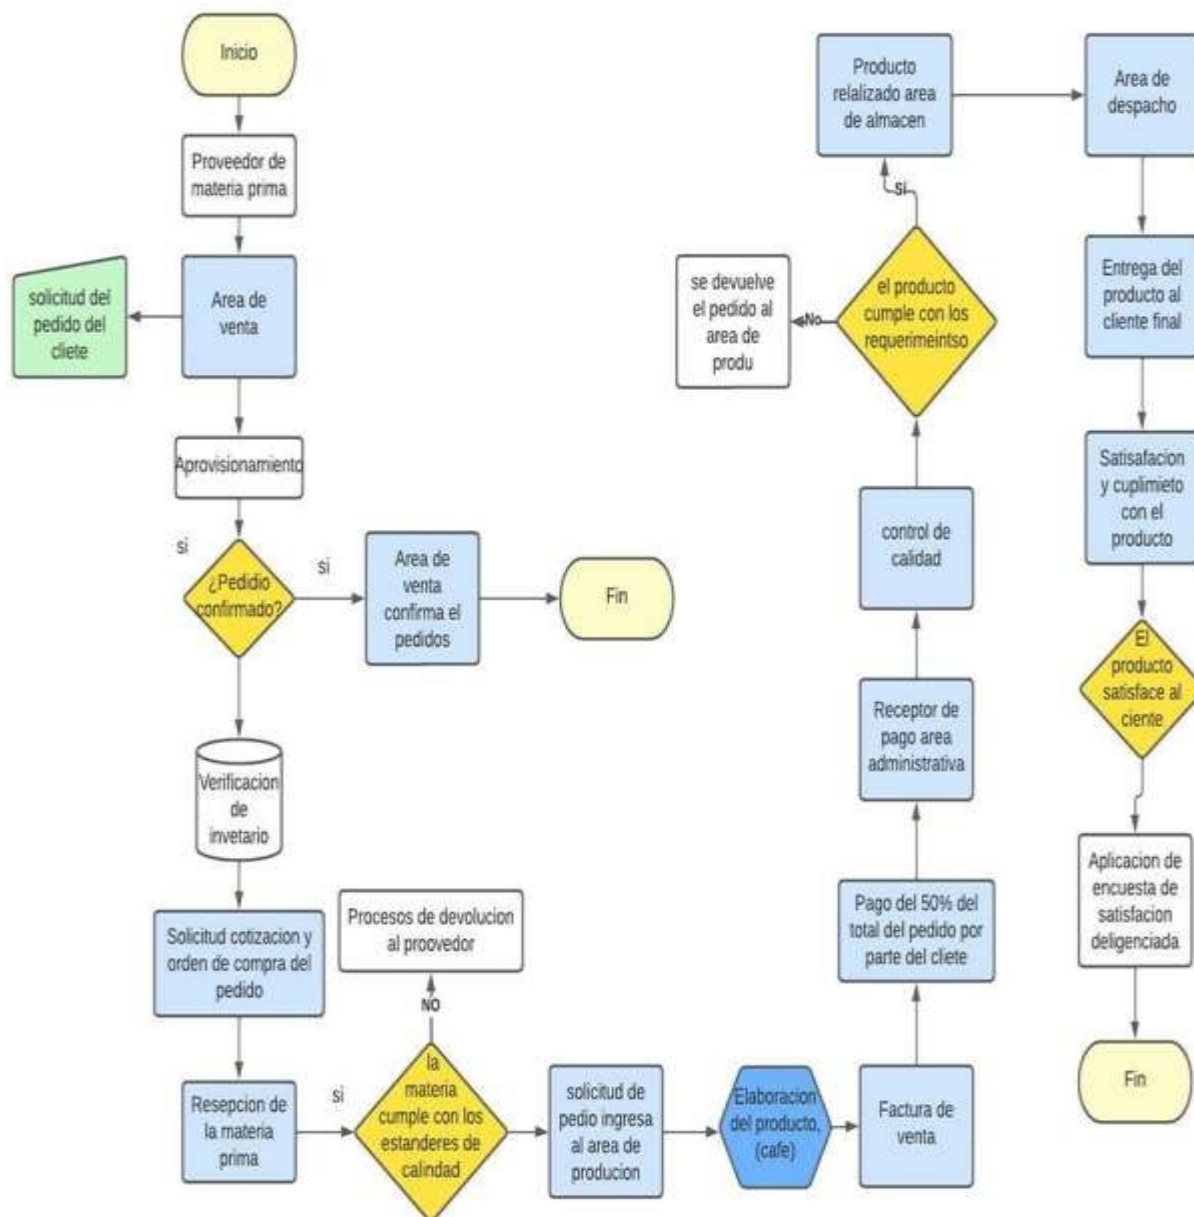 Inicio
Proveedor de
materia prima
solicitud del
pedido del
cliete
Area de
venta
Aprovisionamiento
si
¿Pedidio
confirmado?
si
Area de
venta
confirma el
pedidos
Fin
Verificacion
de
invetario
Solicitud cotizacion y
orden de compra del
pedido
Resepcion de
la materia
prima
si
Procesos de devolucion
al proovedor
NO
la
materia
cumple con los
estanderes de
calindad
solicitud de
pedio ingresa
al area de
producion
Elaboracion
del producto,
(cafe)
Factura de
venta
Pago del 50% del
total del pedido por
parte del cliete
Receptor de
pago area
administrativa
control de
calidad
el producto
cumple con los
requerimeintso
No
se devuelve
el pedido al
area de
produ
Si
Producto
relalizado area
de almacen
Area de
despacho
Entrega del
producto al
cliente final
Satisafacion
y cuplimieto
con el
producto
El
producto
satisface al
ciente
Aplicacion de
encuesta de
satisfacion
deligenciada
Fin